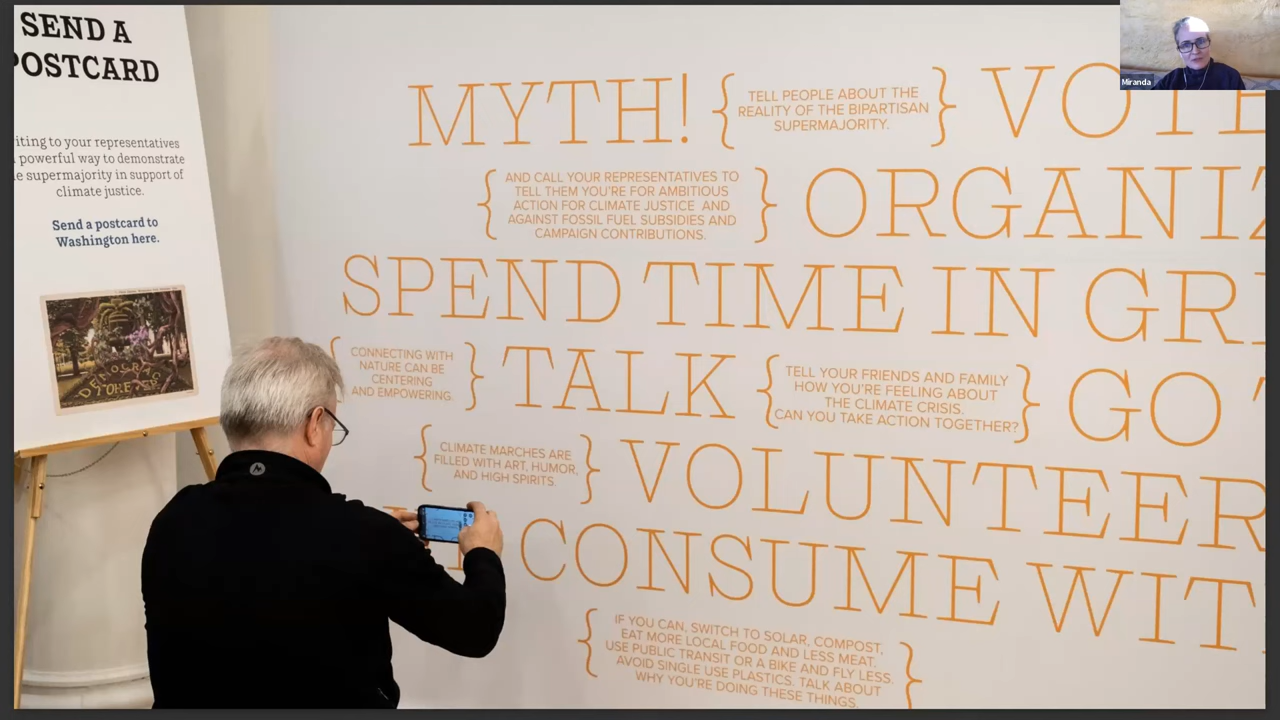 SEND A
POSTCARD
iting to your representatives
powerful way to demonstrate
e supermajority in support of
climate justice.
Send a postcard to
Washington here.
DEMOCRACY
FOREVER
MYTH! { TELL PEOPLE ABOUT THE
REALITY OF THE BIPARTISAN
SUPERMAJORITY. } VOTE
{ AND CALL YOUR REPRESENTATIVES TO
TELL THEM YOU'RE FOR AMBITIOUS
ACTION FOR CLIMATE JUSTICE AND
AGAINST FOSSIL FUEL SUBSIDIES AND
CAMPAIGN CONTRIBUTIONS. } ORGANIZ
SPEND TIME IN GR
{ CONNECTING WITH
NATURE CAN BE
CENTERING
AND EMPOWERING. } TALK { TELL YOUR FRIENDS AND FAMILY
HOW YOU'RE FEELING ABOUT
THE CLIMATE CRISIS.
CAN YOU TAKE ACTION TOGETHER? } GO
{ CLIMATE MARCHES ARE
FILLED WITH ART, HUMOR,
AND HIGH SPIRITS. } VOLUNTEER
CONSUME WIT
{ IF YOU CAN, SWITCH TO SOLAR, COMPOST,
EAT MORE LOCAL FOOD AND LESS MEAT,
USE PUBLIC TRANSIT OR A BIKE AND FLY LESS.
AVOID SINGLE USE PLASTICS. TALK ABOUT
WHY YOU'RE DOING THESE THINGS. }
Miranda